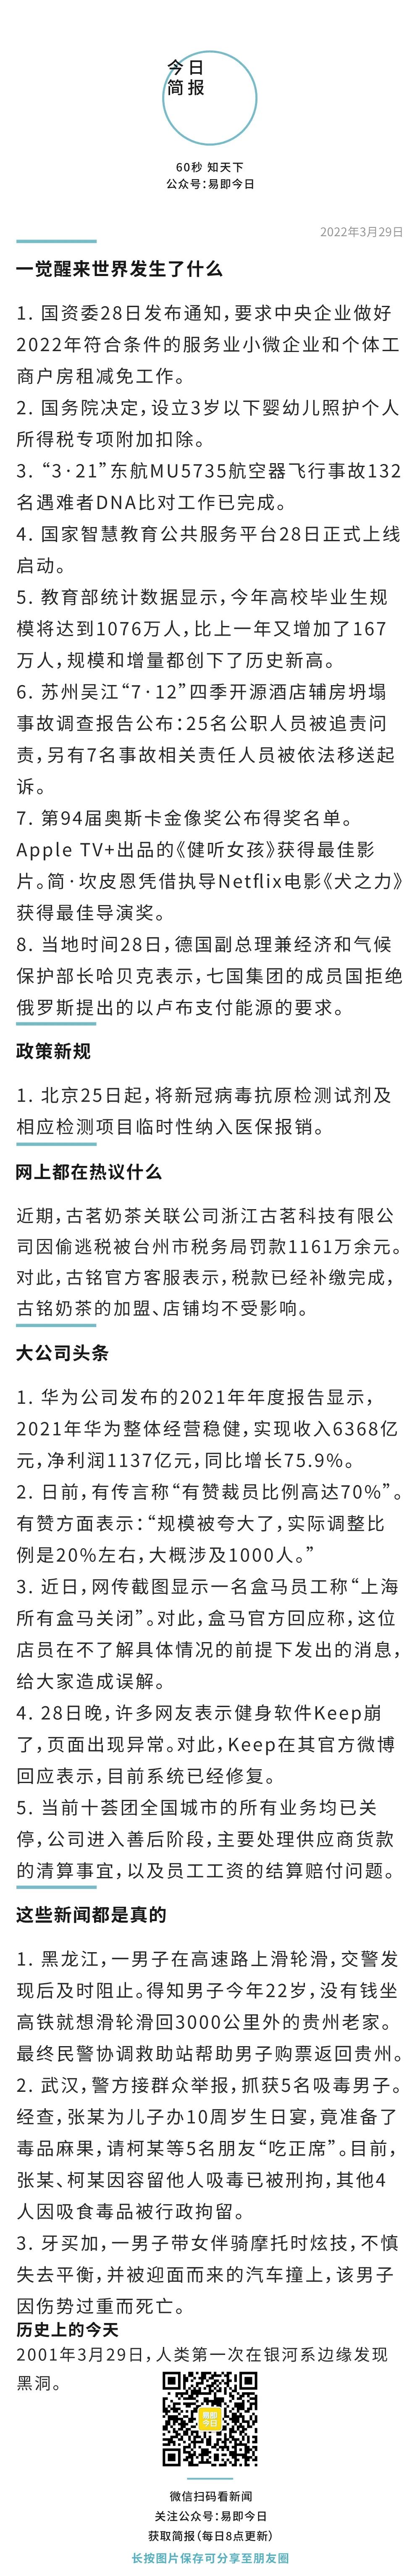 今日
简报
60秒 知天下
公众号：易即今日
2022年3月29日
一觉醒来世界发生了什么
1. 国资委28日发布通知，要求中央企业做好
2022年符合条件的服务业小微企业和个体工
商户房租减免工作。
2. 国务院决定，设立3岁以下婴幼儿照护个人
所得税专项附加扣除。
3. “3·21”东航MU5735航空器飞行事故132
名遇难者DNA比对工作已完成。
4. 国家智慧教育公共服务平台28日正式上线
启动。
5. 教育部统计数据显示，今年高校毕业生规
模将达到1076万人，比上一年又增加了167
万人，规模和增量都创下了历史新高。
6. 苏州吴江“7·12”四季开源酒店辅房坍塌
事故调查报告公布：25名公职人员被追责问
责，另有7名事故相关责任人员被依法移送起
诉。
7. 第94届奥斯卡金像奖公布得奖名单。
Apple TV+出品的《健听女孩》获得最佳影
片。简·坎皮恩凭借执导Netflix电影《犬之力》
获得最佳导演奖。
8. 当地时间28日，德国副总理兼经济和气候
保护部长哈贝克表示，七国集团的成员国拒绝
俄罗斯提出的以卢布支付能源的要求。
政策新规
1. 北京25日起，将新冠病毒抗原检测试剂及
相应检测项目临时性纳入医保报销。
网上都在热议什么
近期，古茗奶茶关联公司浙江古茗科技有限公
司因偷逃税被台州市税务局罚款1161万余元。
对此，古铭官方客服表示，税款已经补缴完成，
古铭奶茶的加盟、店铺均不受影响。
大公司头条
1. 华为公司发布的2021年年度报告显示，
2021年华为整体经营稳健，实现收入6368亿
元，净利润1137亿元，同比增长75.9%。
2. 日前，有传言称“有赞裁员比例高达70%”。
有赞方面表示：“规模被夸大了，实际调整比
例是20%左右，大概涉及1000人。”
3. 近日，网传截图显示一名盒马员工称“上海
所有盒马关闭”。对此，盒马官方回应称，这位
店员在不了解具体情况的前提下发出的消息，
给大家造成误解。
4. 28日晚，许多网友表示健身软件Keep崩
了，页面出现异常。对此，Keep在其官方微博
回应表示，目前系统已经修复。
5. 当前十荟团全国城市的所有业务均已关
停，公司进入善后阶段，主要处理供应商货款
的清算事宜，以及员工工资的结算赔付问题。
这些新闻都是真的
1. 黑龙江，一男子在高速路上滑轮滑，交警发
现后及时阻止。得知男子今年22岁，没有钱坐
高铁就想滑轮滑回3000公里外的贵州老家。
最终民警协调救助站帮助男子购票返回贵州。
2. 武汉，警方接群众举报，抓获5名吸毒男子。
经查，张某为儿子办10周岁生日宴，竟准备了
毒品麻果，请柯某等5名朋友“吃正席”。目前，
张某、柯某因容留他人吸毒已被刑拘，其他4
人因吸食毒品被行政拘留。
3. 牙买加，一男子带女伴骑摩托时炫技，不慎
失去平衡，并被迎面而来的汽车撞上，该男子
因伤势过重而死亡。
历史上的今天
2001年3月29日，人类第一次在银河系边缘发现
黑洞。
易即
今日
微信扫码看新闻
关注公众号：易即今日
获取简报（每日8点更新）
长按图片保存可分享至朋友圈